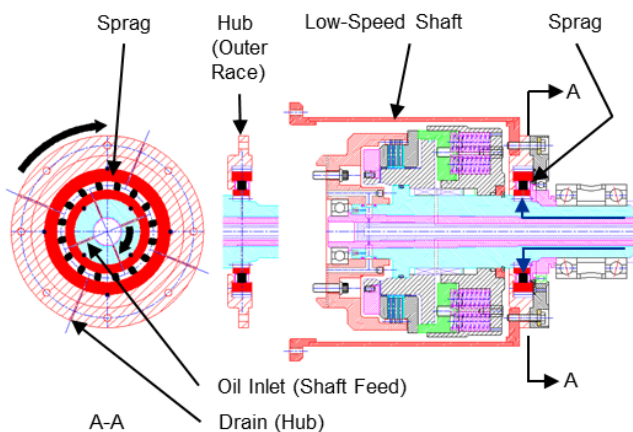 Sprag
Hub
(Outer
Race)
Low-Speed Shaft
Sprag
A
A
Oil Inlet (Shaft Feed)
A-A
Drain (Hub)